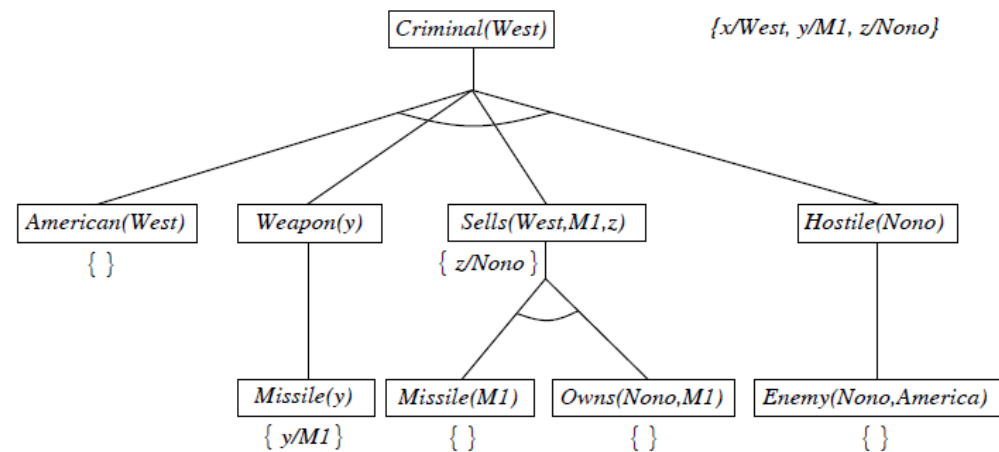 Criminal(West)
{x/West, y/M1, z/Nono}
American(West)
Weapon(y)
Sells(West,M1,z)
Hostile(Nono)
{ }
{ z/Nono }
Missile(y)
Missile(M1)
Owns(Nono,M1)
Enemy(Nono,America)
{ y/M1 }
{ }
{ }
{ }